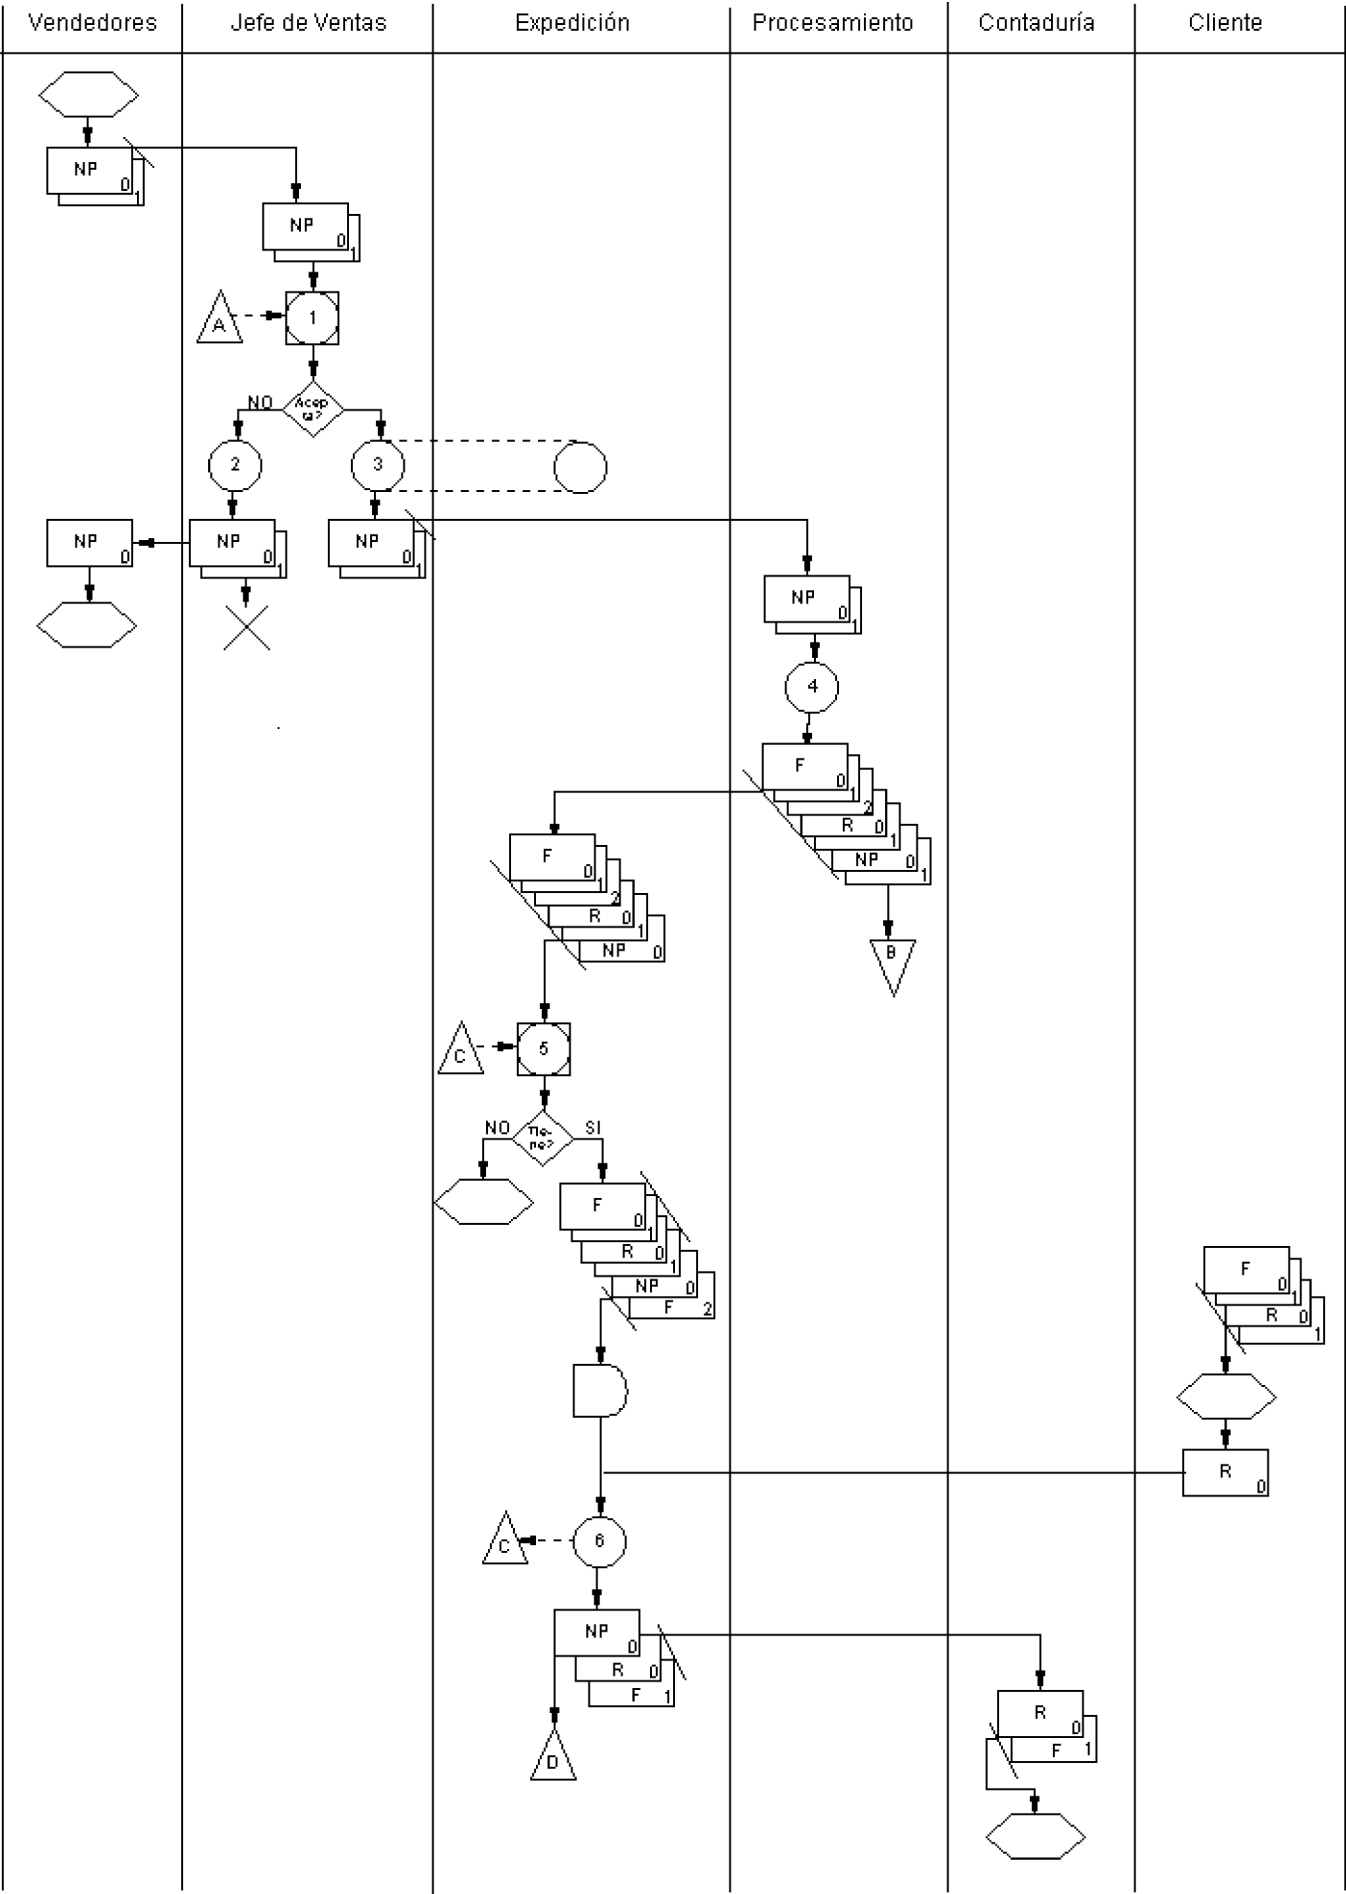 Vendedores
Jefe de Ventas
Expedición
Procesamiento
Contaduría
Cliente
NP
0
1
NP
0
1
A
1
NO
Acep
ta?
2
3
NP
0
NP
0
1
NP
0
1
NP
0
1
4
F
0
1
2
R
0
1
NP
0
1
B
F
0
1
2
R
0
1
NP
0
C
5
NO
Tie-
ne?
SI
F
0
1
R
0
1
NP
0
F
2
F
0
1
R
0
1
R
0
C
6
NP
0
R
0
F
1
D
R
0
F
1